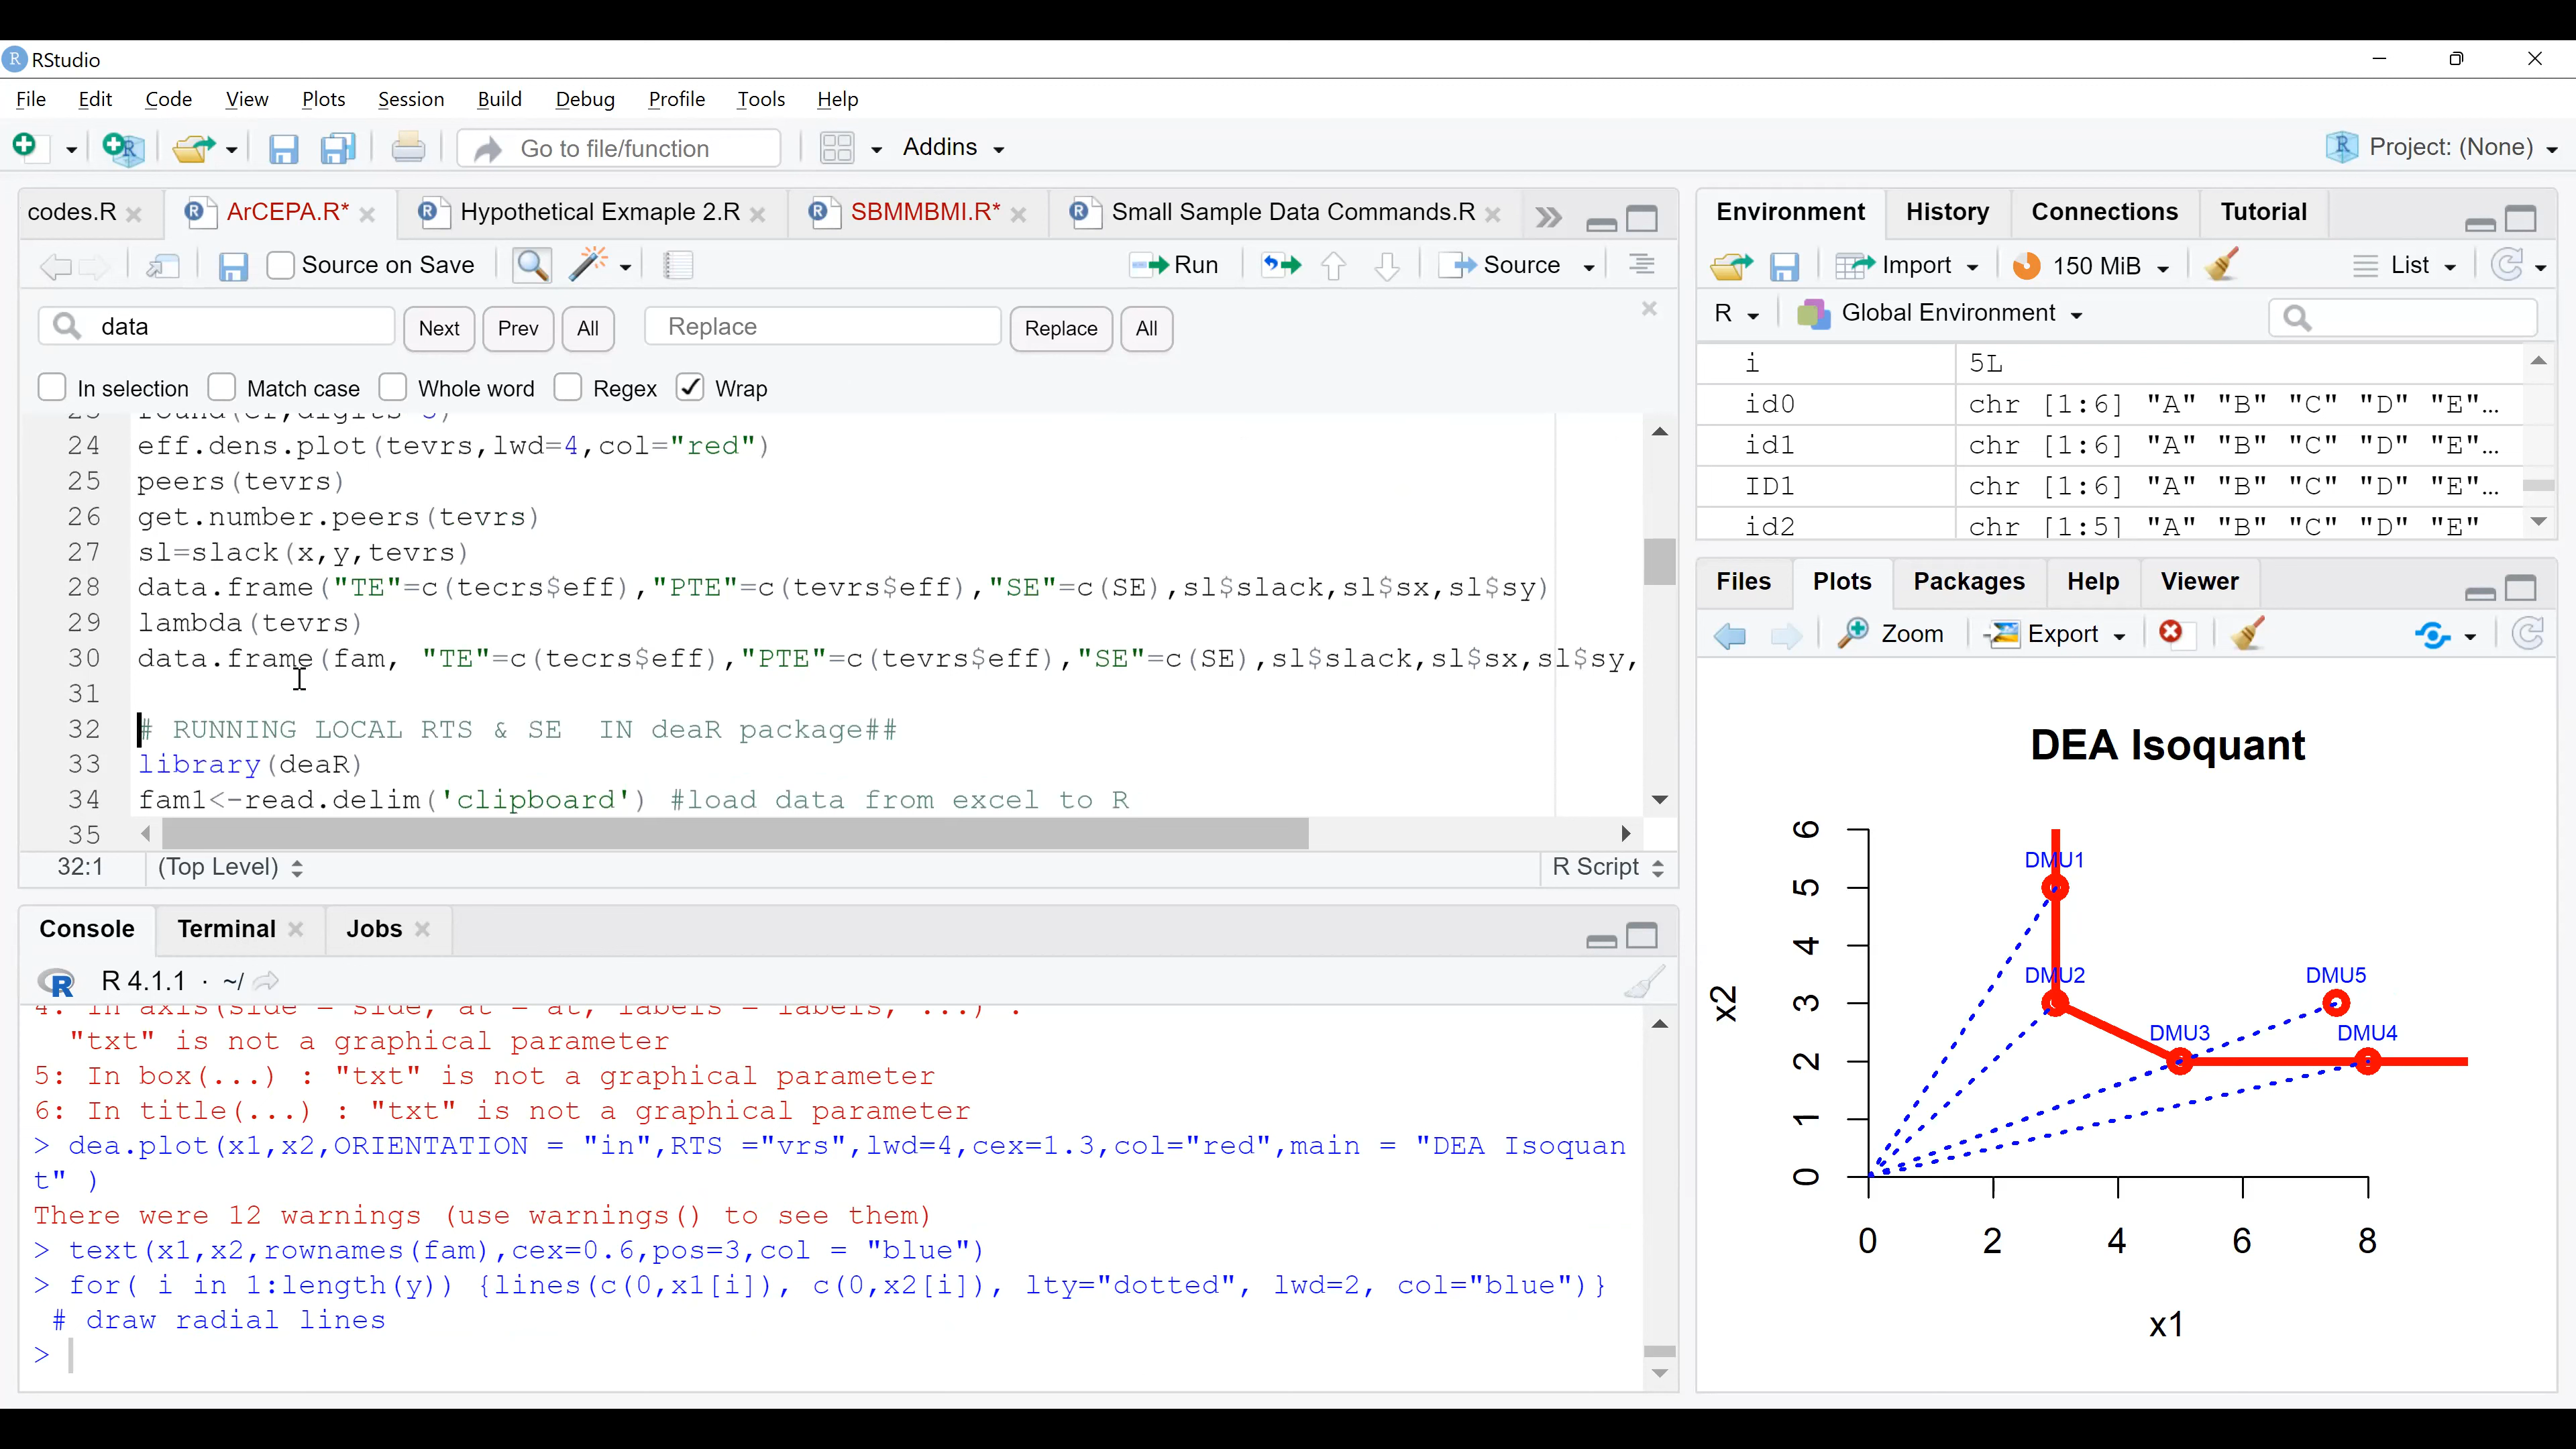 RStudio
File Edit Code View Plots Session Build Debug Profile Tools Help
Go to file/function Addins Project: (None)
codes.R ArCEPA.R* Hypothetical Exmaple 2.R SBMMBMI.R* Small Sample Data Commands.R
Source on Save Run Source
data Next Prev All Replace Replace All
In selection Match case Whole word Regex Wrap
24 eff.dens.plot(tevrs,lwd=4,col="red")
25 peers(tevrs)
26 get.number.peers(tevrs)
27 sl=slack(x,y,tevrs)
28 data.frame("TE"=c(tecrs$eff),"PTE"=c(tevrs$eff),"SE"=c(SE),sl$slack,sl$sx,sl$sy)
29 lambda(tevrs)
30 data.frame(fam, "TE"=c(tecrs$eff),"PTE"=c(tevrs$eff),"SE"=c(SE),sl$slack,sl$sx,sl$sy,
31
32 # RUNNING LOCAL RTS & SE IN deaR package##
33 library(deaR)
34 fam1<-read.delim('clipboard') #load data from excel to R
35
32:1 (Top Level) R Script
Console Terminal Jobs
R 4.1.1 · ~/
4: In axis(side = side, at = at, labels = labels, ...) :
"txt" is not a graphical parameter
5: In box(...) : "txt" is not a graphical parameter
6: In title(...) : "txt" is not a graphical parameter
> dea.plot(x1,x2,ORIENTATION = "in",RTS ="vrs",lwd=4,cex=1.3,col="red",main = "DEA Isoquan
t" )
There were 12 warnings (use warnings() to see them)
> text(x1,x2,rownames(fam),cex=0.6,pos=3,col = "blue")
> for( i in 1:length(y)) {lines(c(0,x1[i]), c(0,x2[i]), lty="dotted", lwd=2, col="blue")}
# draw radial lines
>
Environment History Connections Tutorial
Import 150 MiB List
R Global Environment
i 5L
id0 chr [1:6] "A" "B" "C" "D" "E"…
id1 chr [1:6] "A" "B" "C" "D" "E"…
ID1 chr [1:6] "A" "B" "C" "D" "E"…
id2 chr [1:5] "A" "B" "C" "D" "E"
Files Plots Packages Help Viewer
Zoom Export
DEA Isoquant
6
DMU1
5
4
DMU2 DMU5
3
x2
DMU3 DMU4
2
1
0
0 2 4 6 8
x1